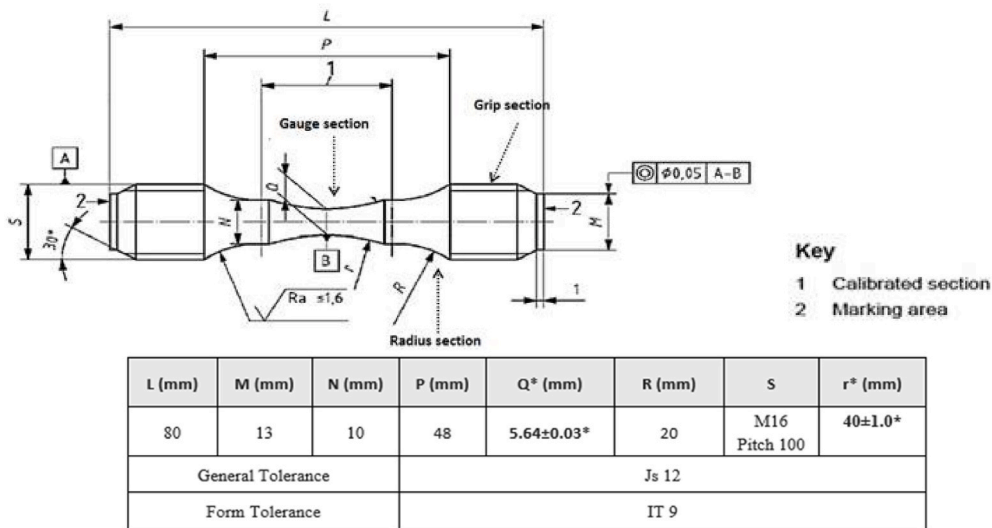 L
P
1
Grip section
Gauge section
A
Q
⌾ Ø0,05 A-B
2
2
S
N
M
30°
B
r
R
Ra ≤1,6
1
Radius section
Key
1 Calibrated section
2 Marking area
L (mm) M (mm) N (mm) P (mm) Q* (mm) R (mm) S r* (mm)
80 13 10 48 5.64±0.03* 20 M16 Pitch 100 40±1.0*
General Tolerance Js 12
Form Tolerance IT 9